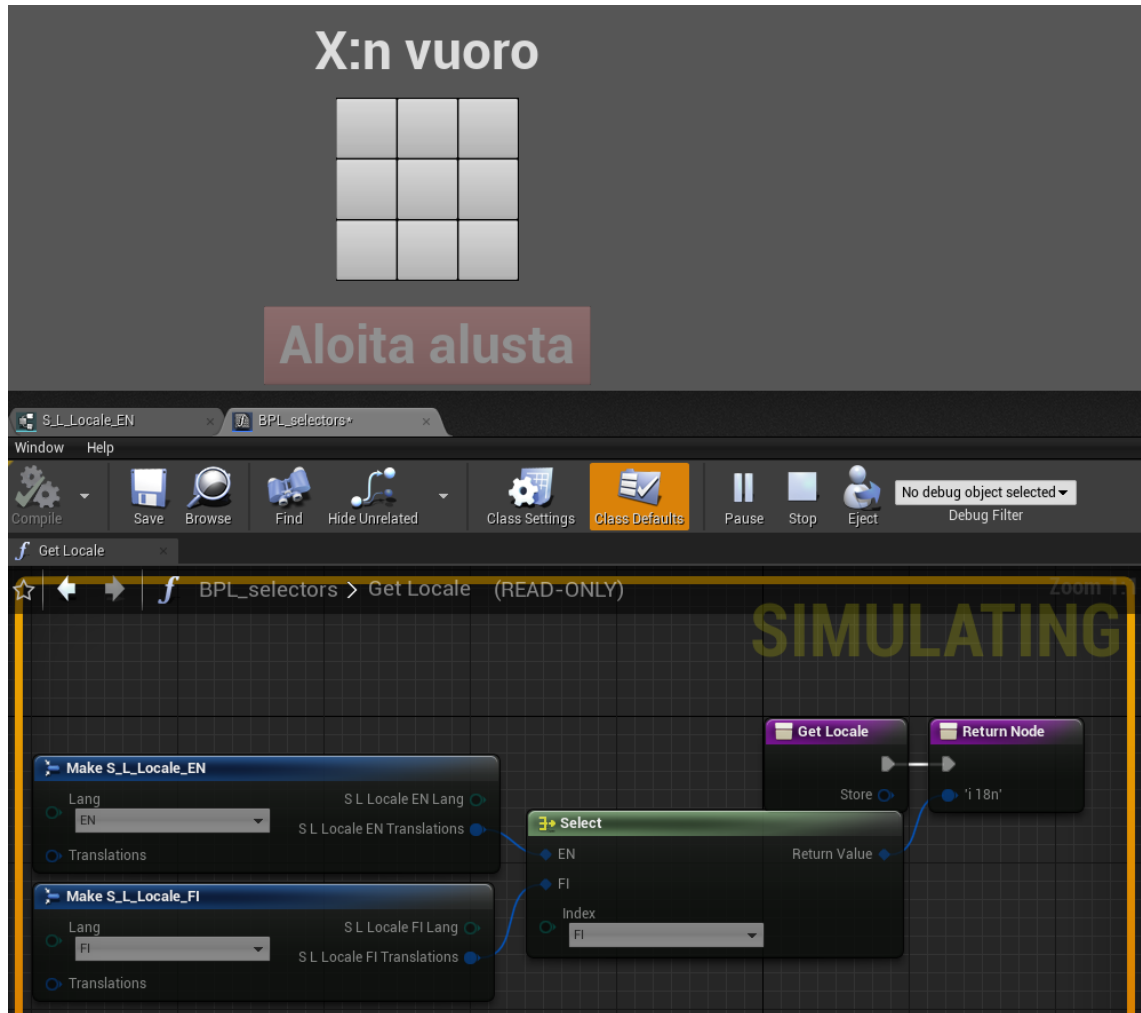 X:n vuoro
Aloita alusta
S_L_Locale_EN
BPL_selectors*
Window Help
Compile
Save
Browse
Find
Hide Unrelated
Class Settings
Class Defaults
Pause
Stop
Eject
No debug object selected
Debug Filter
f Get Locale
f BPL_selectors > Get Locale (READ-ONLY)
Zoom 1:
SIMULATING
Get Locale
Store
Return Node
'i 18n'
Make S_L_Locale_EN
Lang
EN
Translations
S L Locale EN Lang
S L Locale EN Translations
Make S_L_Locale_FI
Lang
FI
Translations
S L Locale FI Lang
S L Locale FI Translations
Select
EN
FI
Index
FI
Return Value